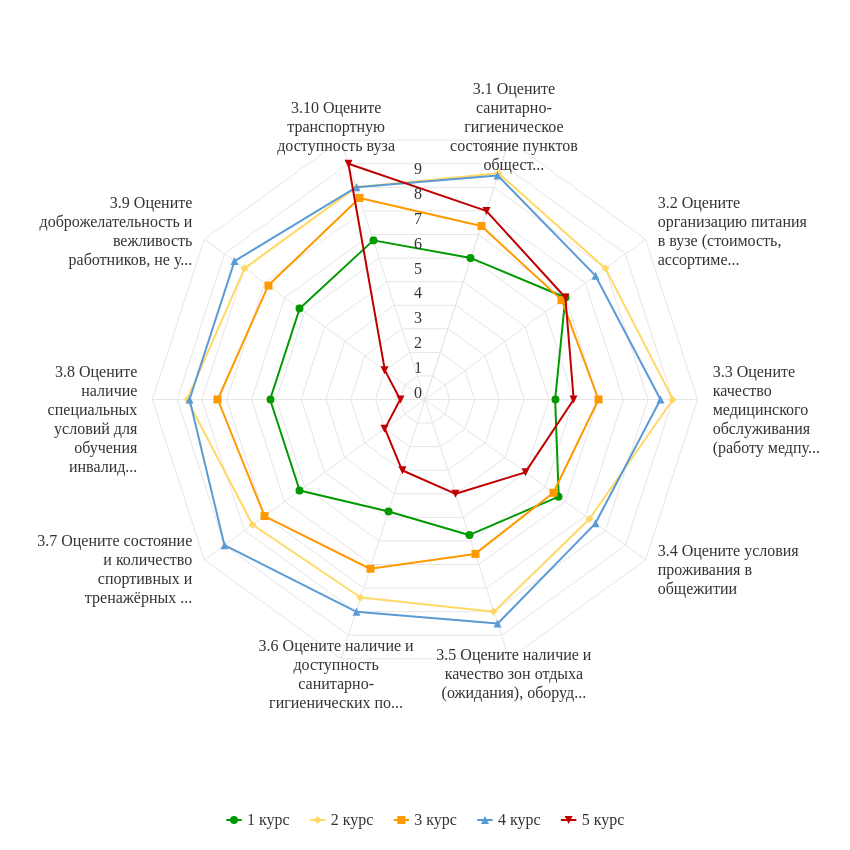 3.1 Оцените
санитарно-
гигиеническое
состояние пунктов
общест...
3.10 Оцените
транспортную
доступность вуза
9
8
7
6
5
4
3
2
1
0
3.2 Оцените
организацию питания
в вузе (стоимость,
ассортиме...
3.9 Оцените
доброжелательность и
вежливость
работников, не у...
3.3 Оцените
качество
медицинского
обслуживания
(работу медпу...
3.8 Оцените
наличие
специальных
условий для
обучения
инвалид...
3.4 Оцените условия
проживания в
общежитии
3.7 Оцените состояние
и количество
спортивных и
тренажёрных ...
3.6 Оцените наличие и
доступность
санитарно-
гигиенических по...
3.5 Оцените наличие и
качество зон отдыха
(ожидания), оборуд...
1 курс 2 курс 3 курс 4 курс 5 курс